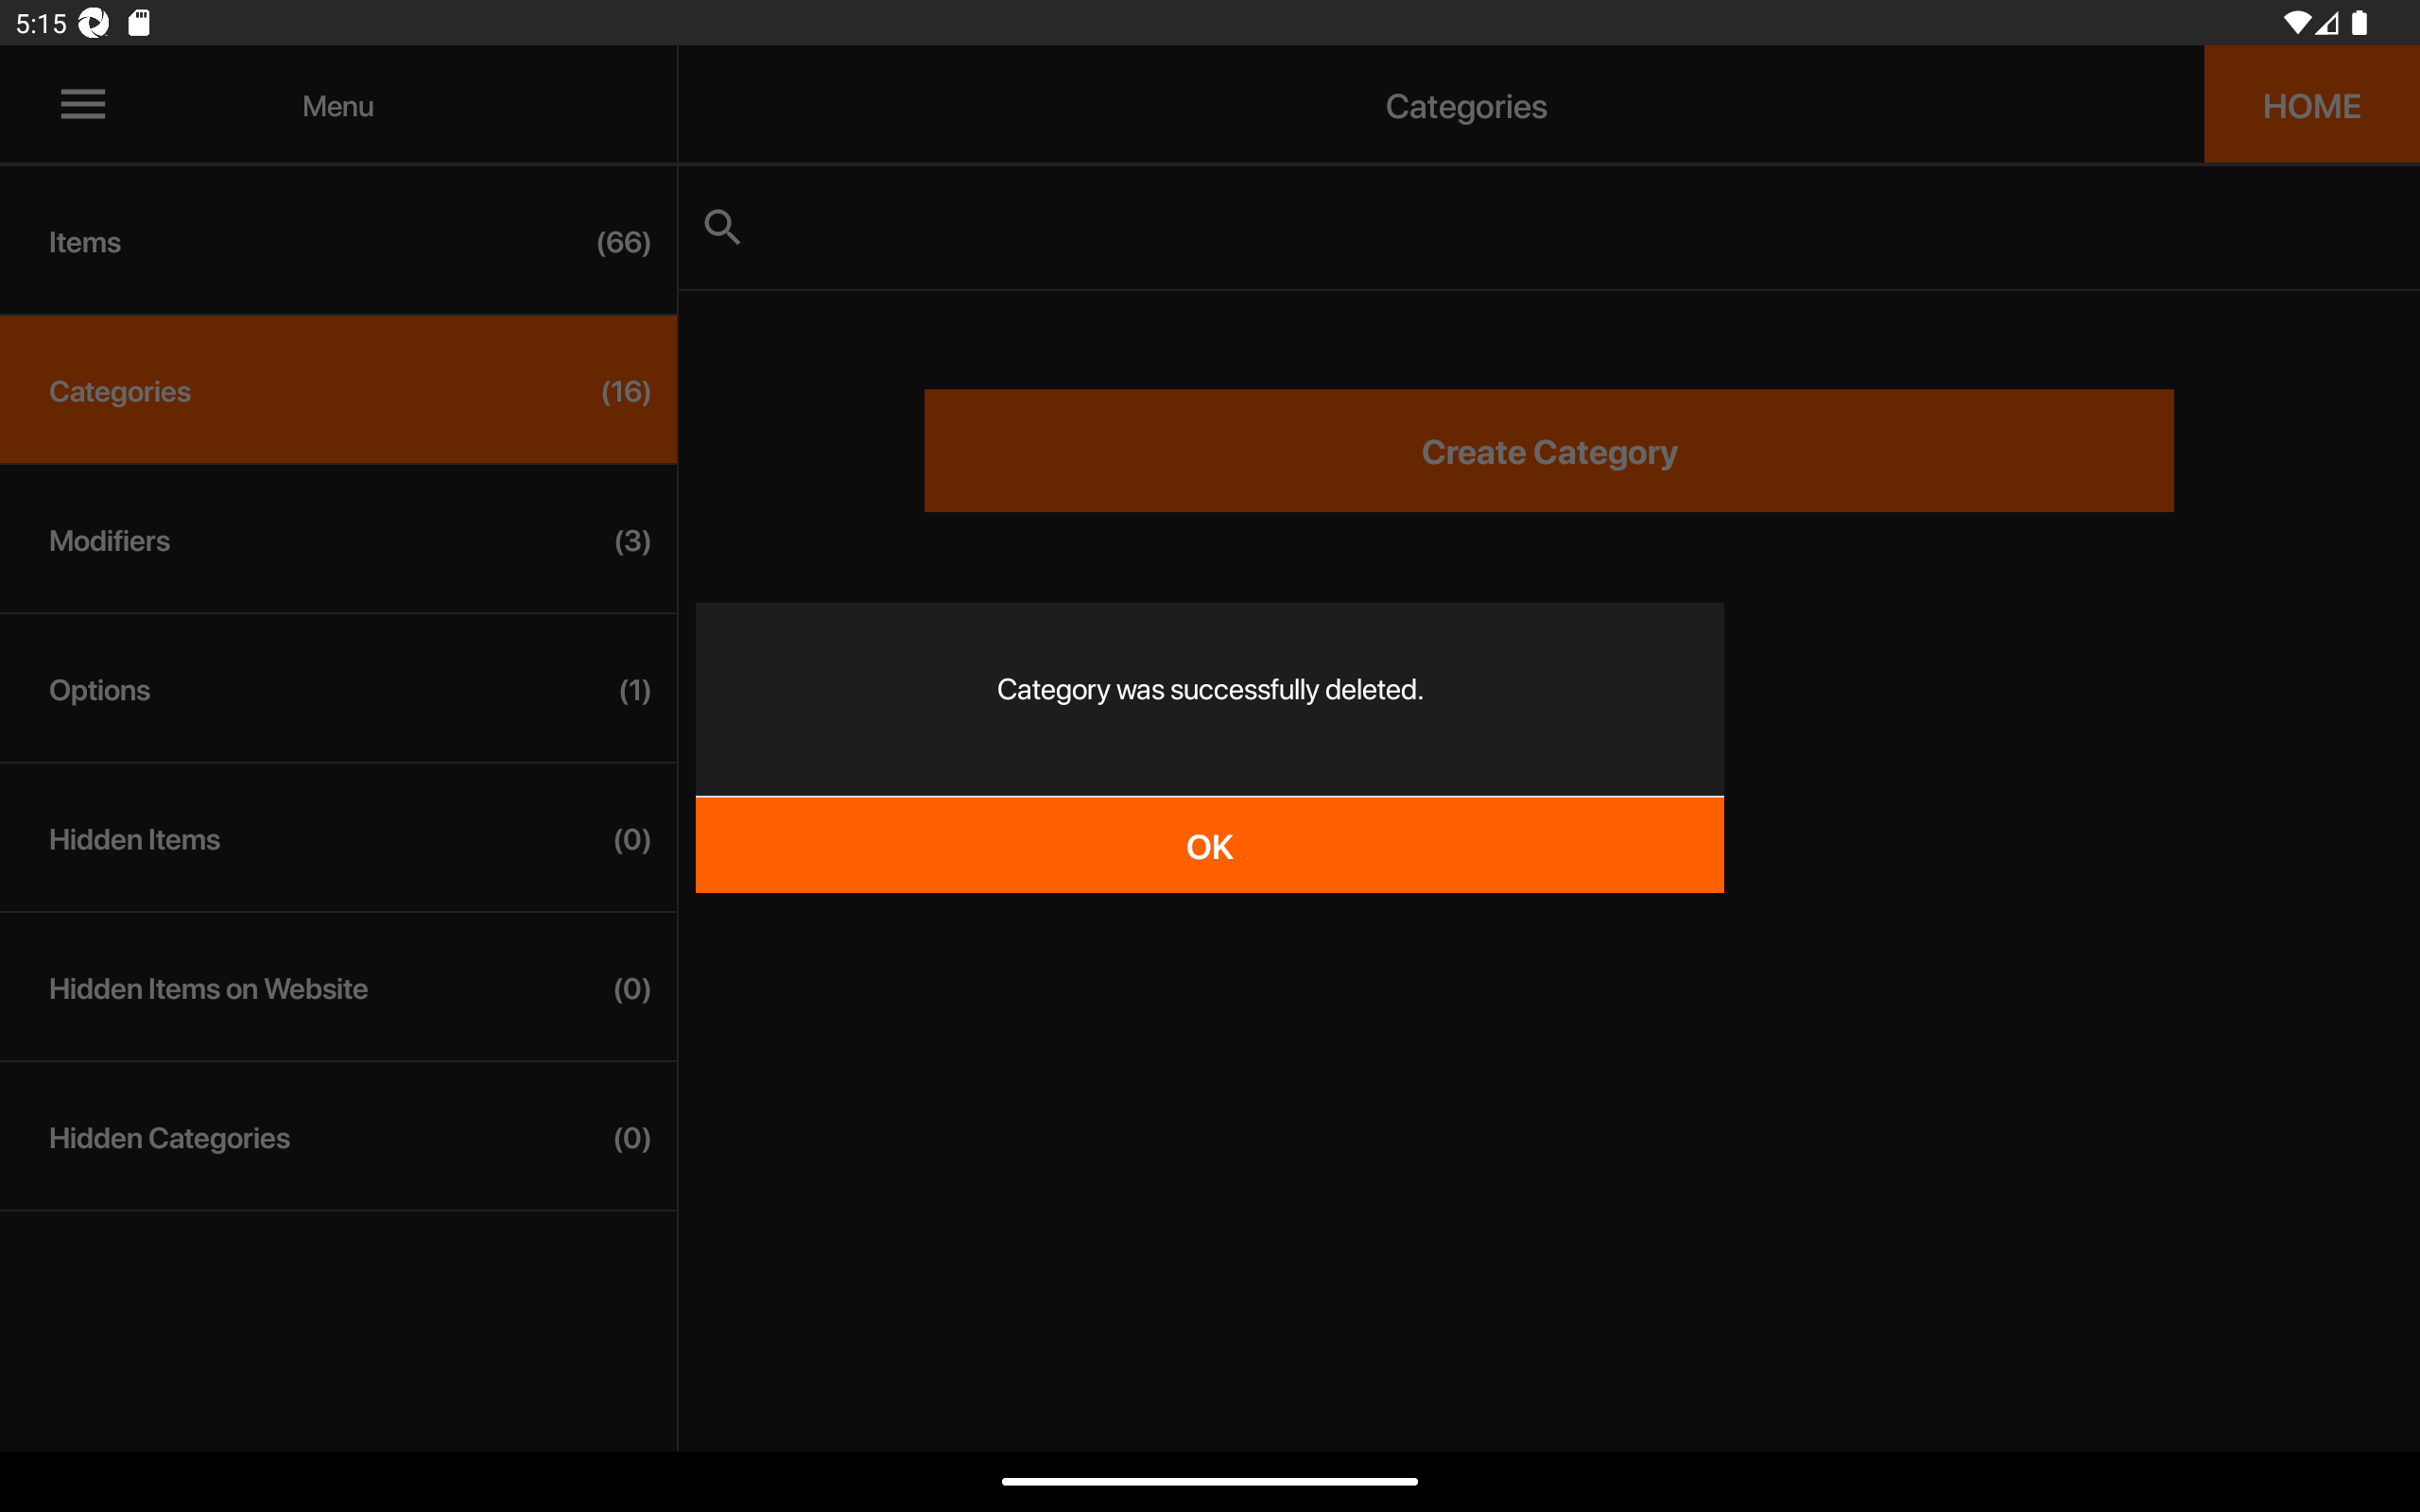 5:15
Menu
Categories
HOME
Items (66)
Categories (16)
Modifiers (3)
Options (1)
Hidden Items (0)
Hidden Items on Website (0)
Hidden Categories (0)
Create Category
Category was successfully deleted.
OK